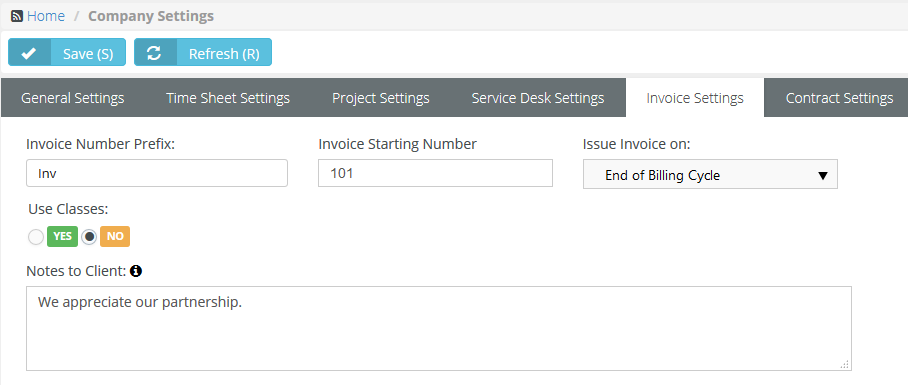 Home / Company Settings
Save (S) Refresh (R)
General Settings Time Sheet Settings Project Settings Service Desk Settings Invoice Settings Contract Settings
Invoice Number Prefix: Invoice Starting Number Issue Invoice on:
Inv 101 End of Billing Cycle
Use Classes:
YES NO
Notes to Client:
We appreciate our partnership.